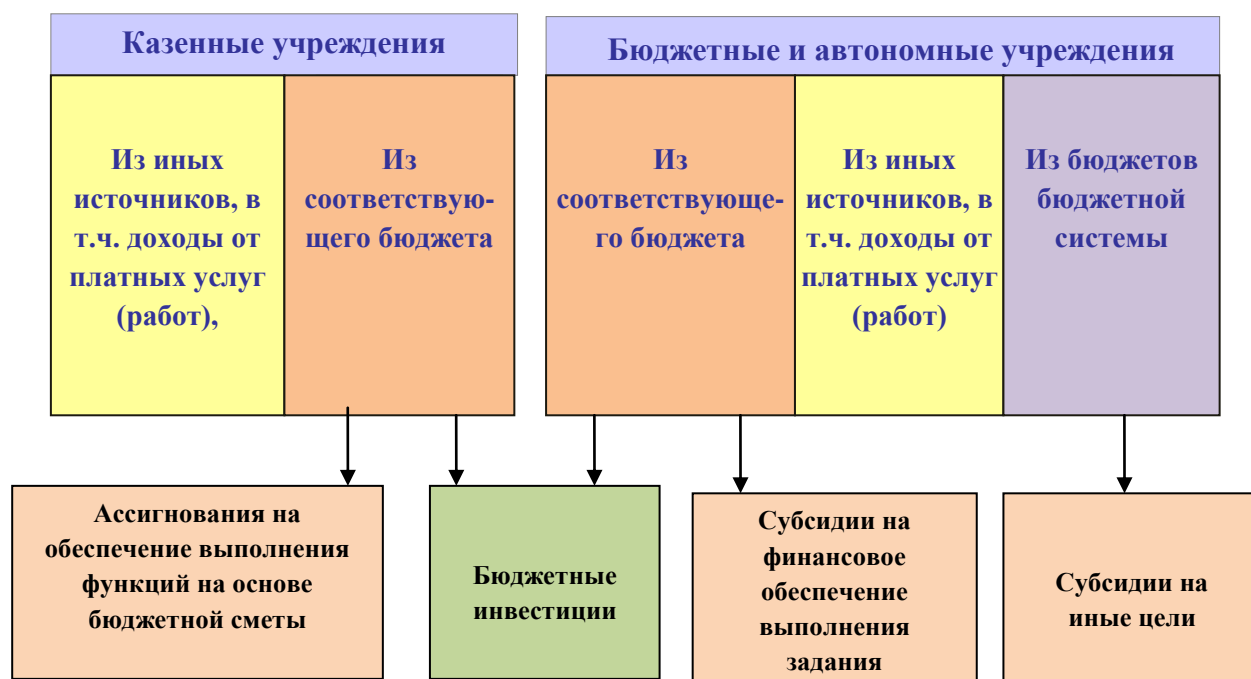 Казенные учреждения
Бюджетные и автономные учреждения
Из иных
источников, в
т.ч. доходы от
платных услуг
(работ),
Из
соответствую-
щего бюджета
Из
соответствующе-
го бюджета
Из иных
источников, в
т.ч. доходы от
платных услуг
(работ)
Из бюджетов
бюджетной
системы
Ассигнования на
обеспечение выполнения
функций на основе
бюджетной сметы
Бюджетные
инвестиции
Субсидии на
финансовое
обеспечение
выполнения
задания
Субсидии на
иные цели